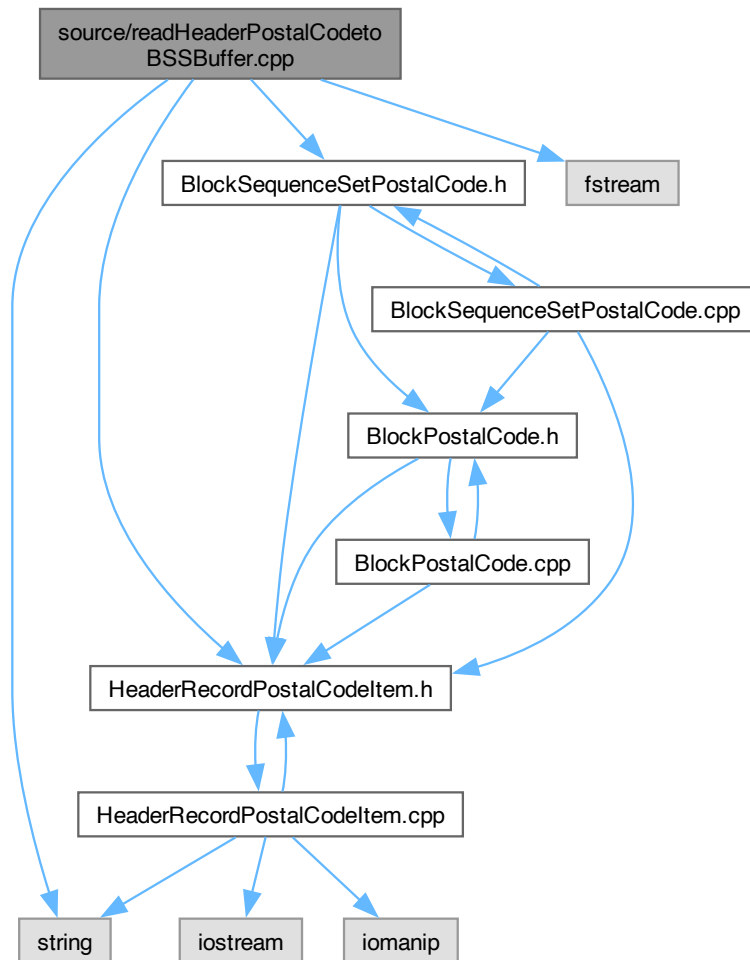 source/readHeaderPostalCodeto
BSSBuffer.cpp
BlockSequenceSetPostalCode.h
fstream
BlockSequenceSetPostalCode.cpp
BlockPostalCode.h
BlockPostalCode.cpp
HeaderRecordPostalCodeItem.h
HeaderRecordPostalCodeItem.cpp
string
iostream
iomanip